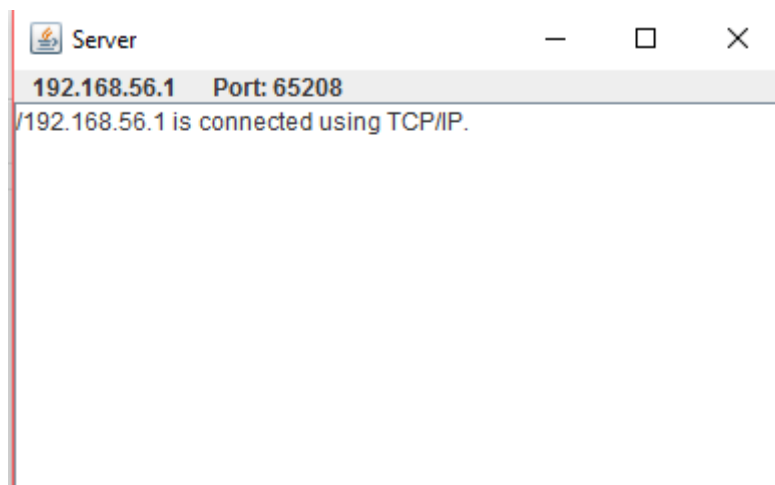 Server
192.168.56.1 Port: 65208
/192.168.56.1 is connected using TCP/IP.